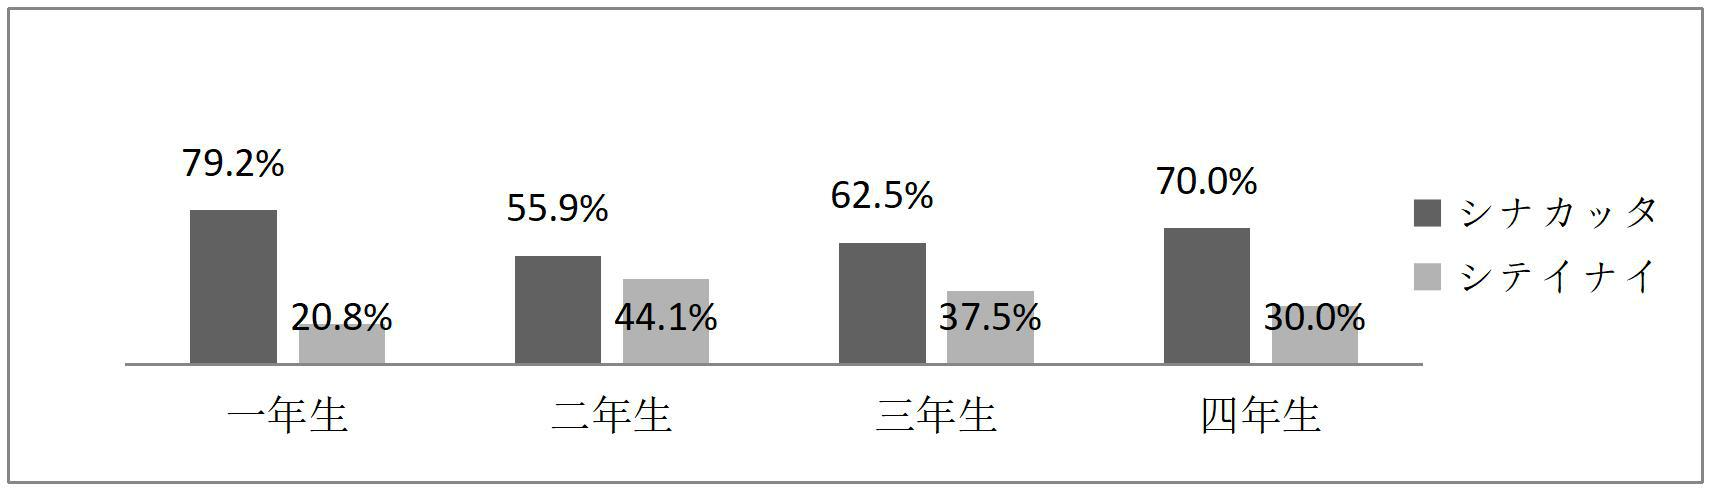 79.2%
20.8%
55.9%
44.1%
62.5%
37.5%
70.0%
30.0%
一年生
二年生
三年生
四年生
シナカッタ
シテイナイ